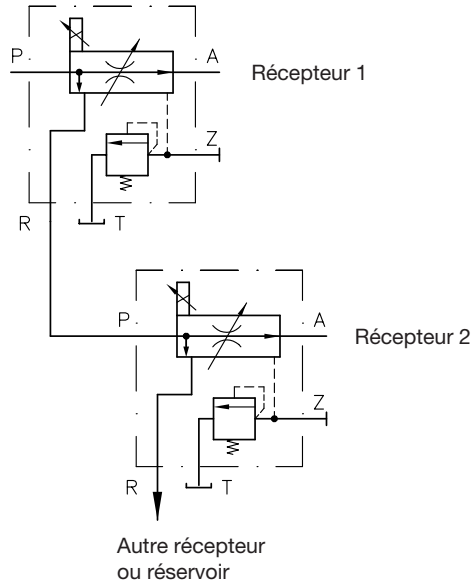 P
A
Récepteur 1
Z
R
T
P
A
Récepteur 2
Z
R
T
Autre récepteur
ou réservoir